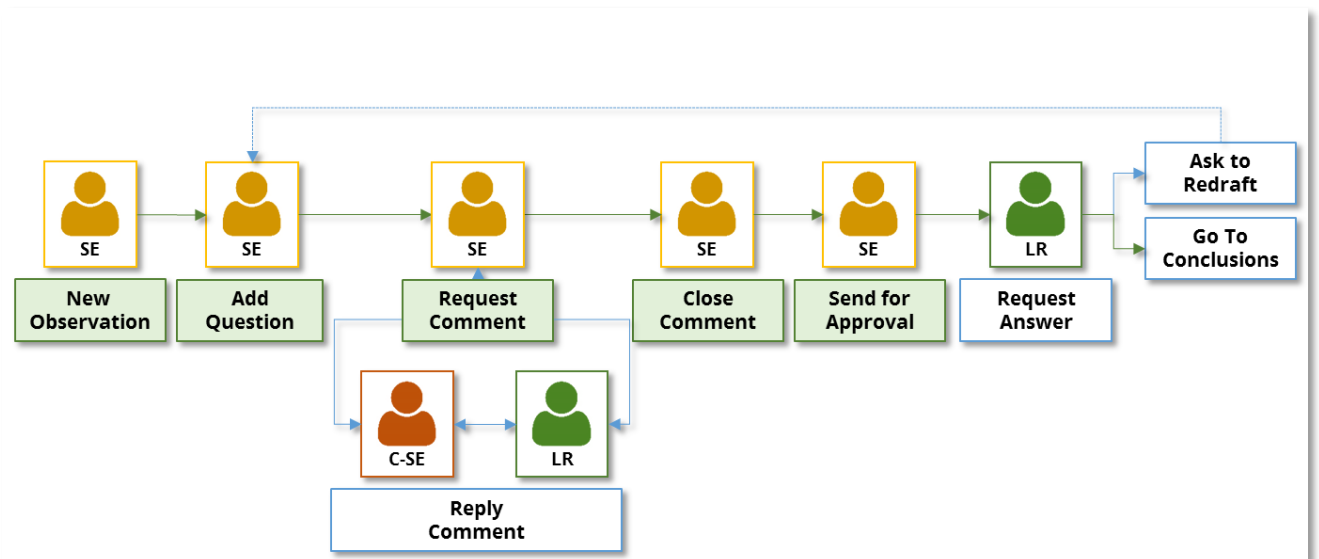 SE
SE
SE
SE
SE
LR
Ask to
Redraft
Go To
Conclusions
New
Observation
Add
Question
Request
Comment
Close
Comment
Send for
Approval
Request
Answer
C-SE
LR
Reply
Comment